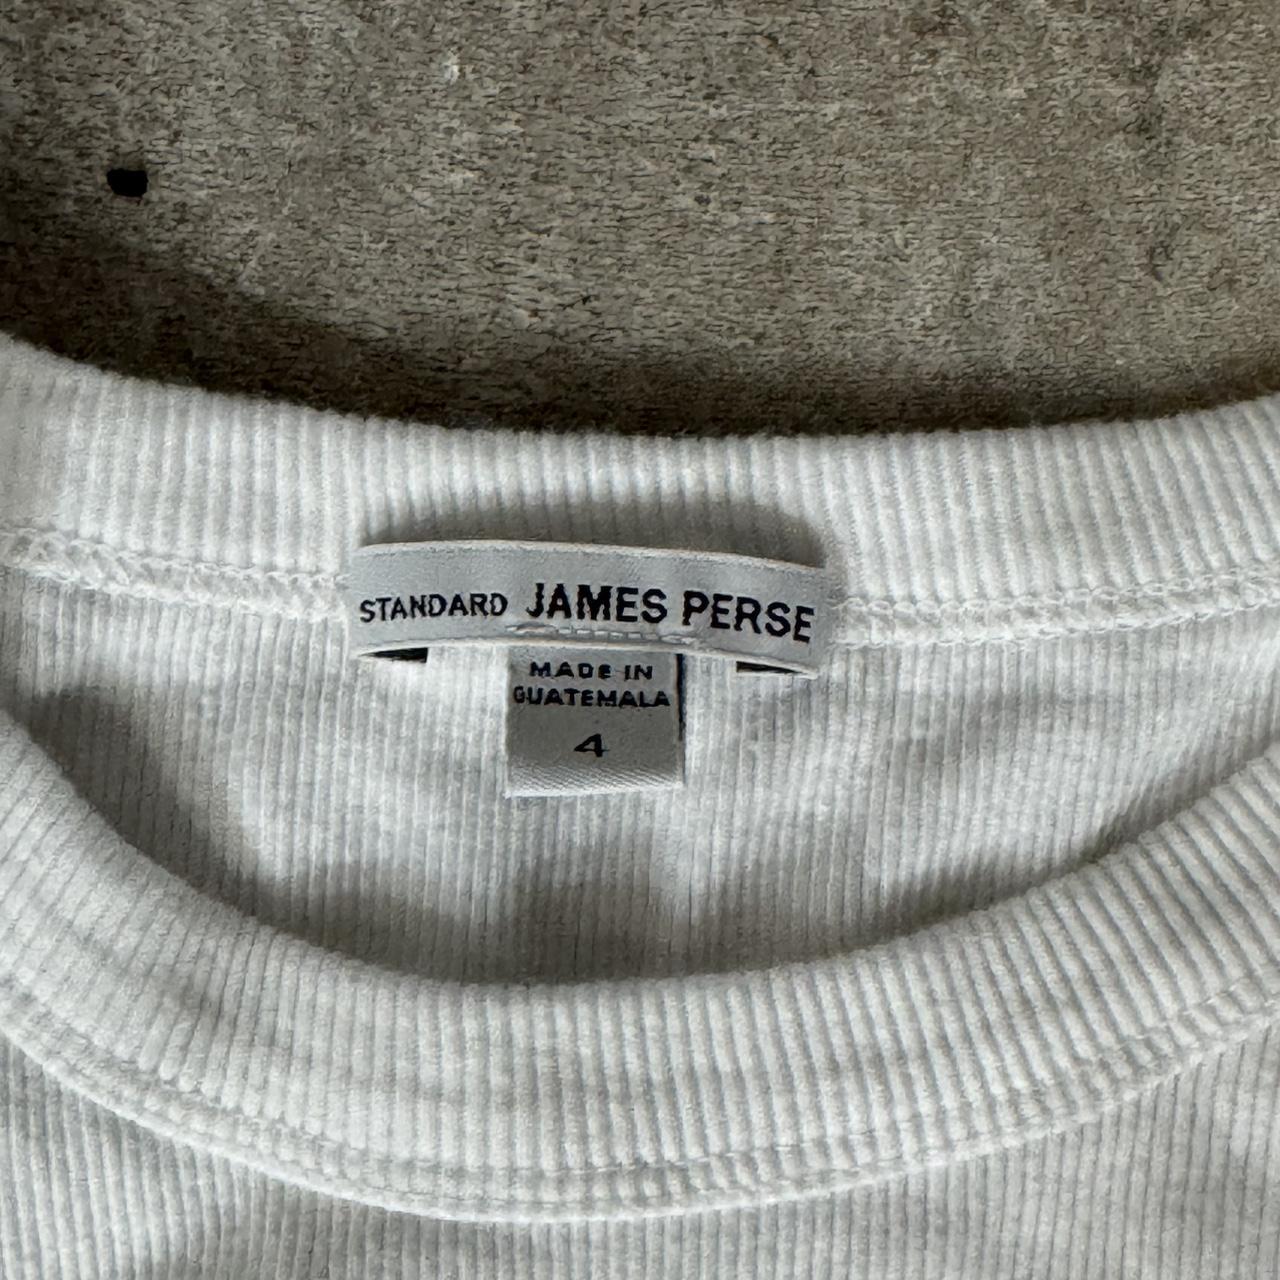 STANDARD JAMES PERSE
MADE IN
GUATEMALA
4